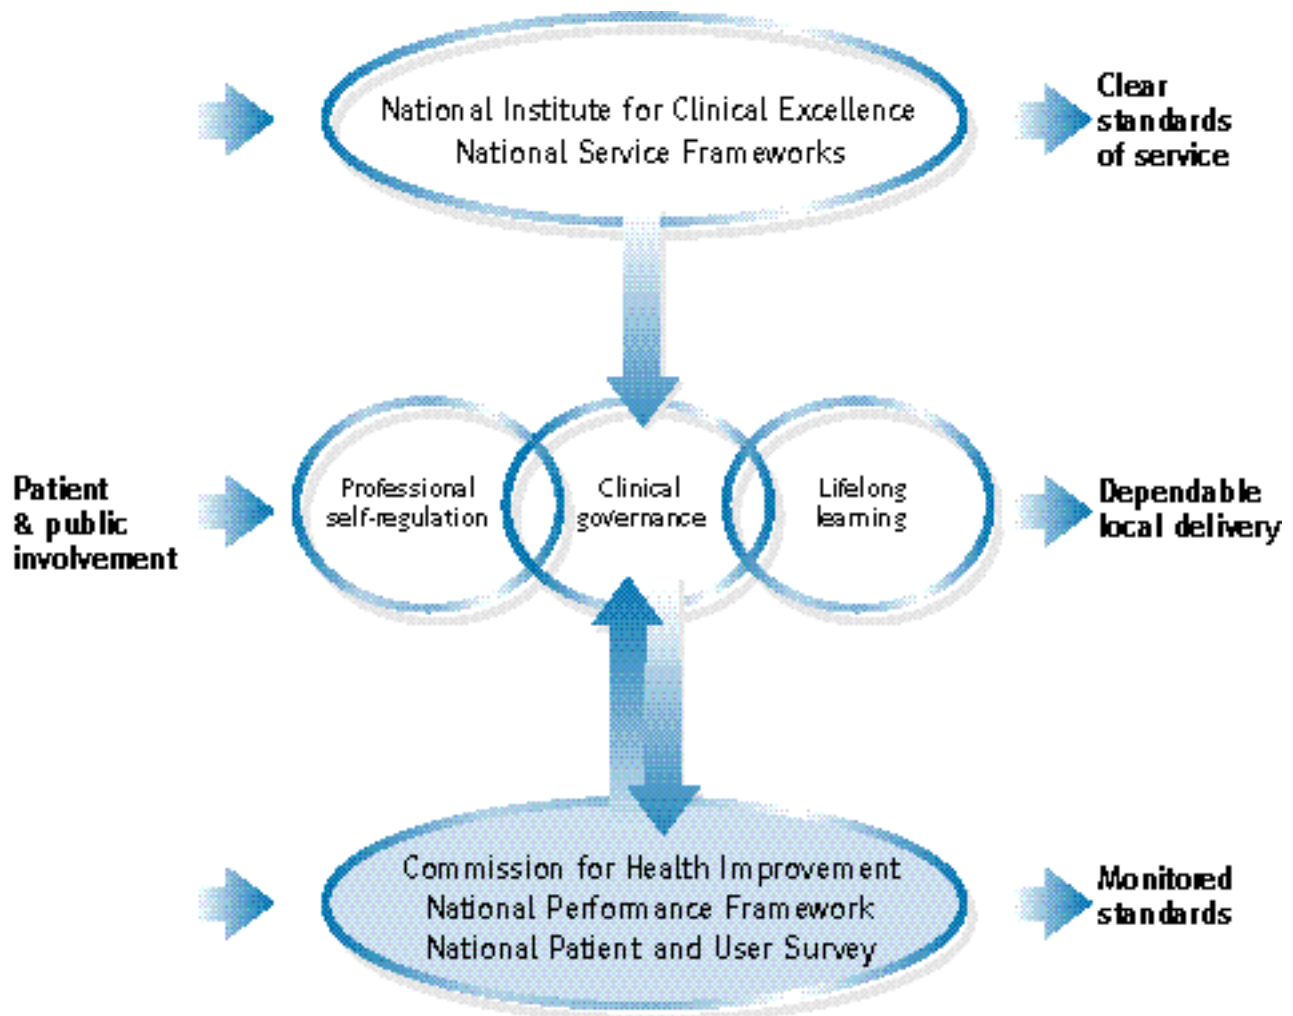 National Institute for Clinical Excellence
National Service Frameworks
Clear
standards
of service
Patient
& public
involvement
Professional
self-regulation
Clinical
governance
Lifelong
learning
Dependable
local delivery
Commission for Health Improvement
National Performance Framework
National Patient and User Survey
Monitored
standards